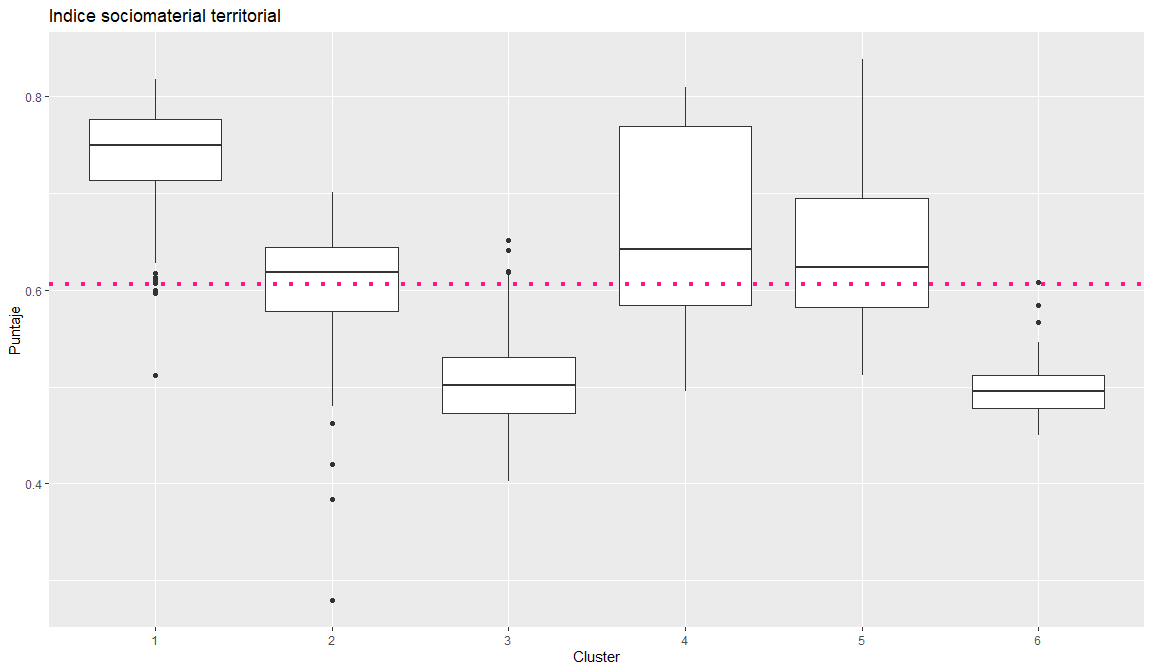 Indice sociomaterial territorial
Puntaje
0.8
0.6
0.4
1 2 3 4 5 6
Cluster